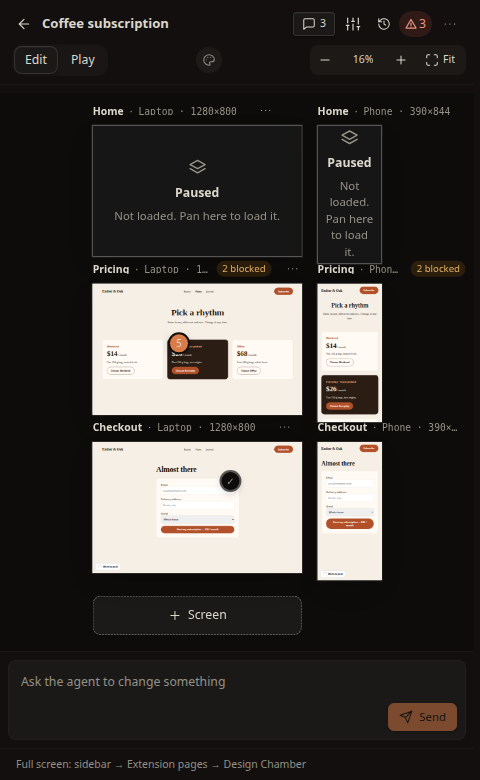 Coffee subscription
3
3
Edit
Play
16%
Fit
Home · Laptop · 1280×800
Home · Phone · 390×844
Paused
Not loaded. Pan here to load it.
Paused
Not
loaded.
Pan here
to load
it.
Pricing · Laptop · 1…
2 blocked
Pricing · Phon…
2 blocked
Pick a rhythm
$14
5
$68
Pick a rhythm
$14
$26
Checkout · Laptop · 1280×800
Checkout · Phone · 390×…
Almost there
Almost there
Screen
Ask the agent to change something
Send
Full screen: sidebar → Extension pages → Design Chamber